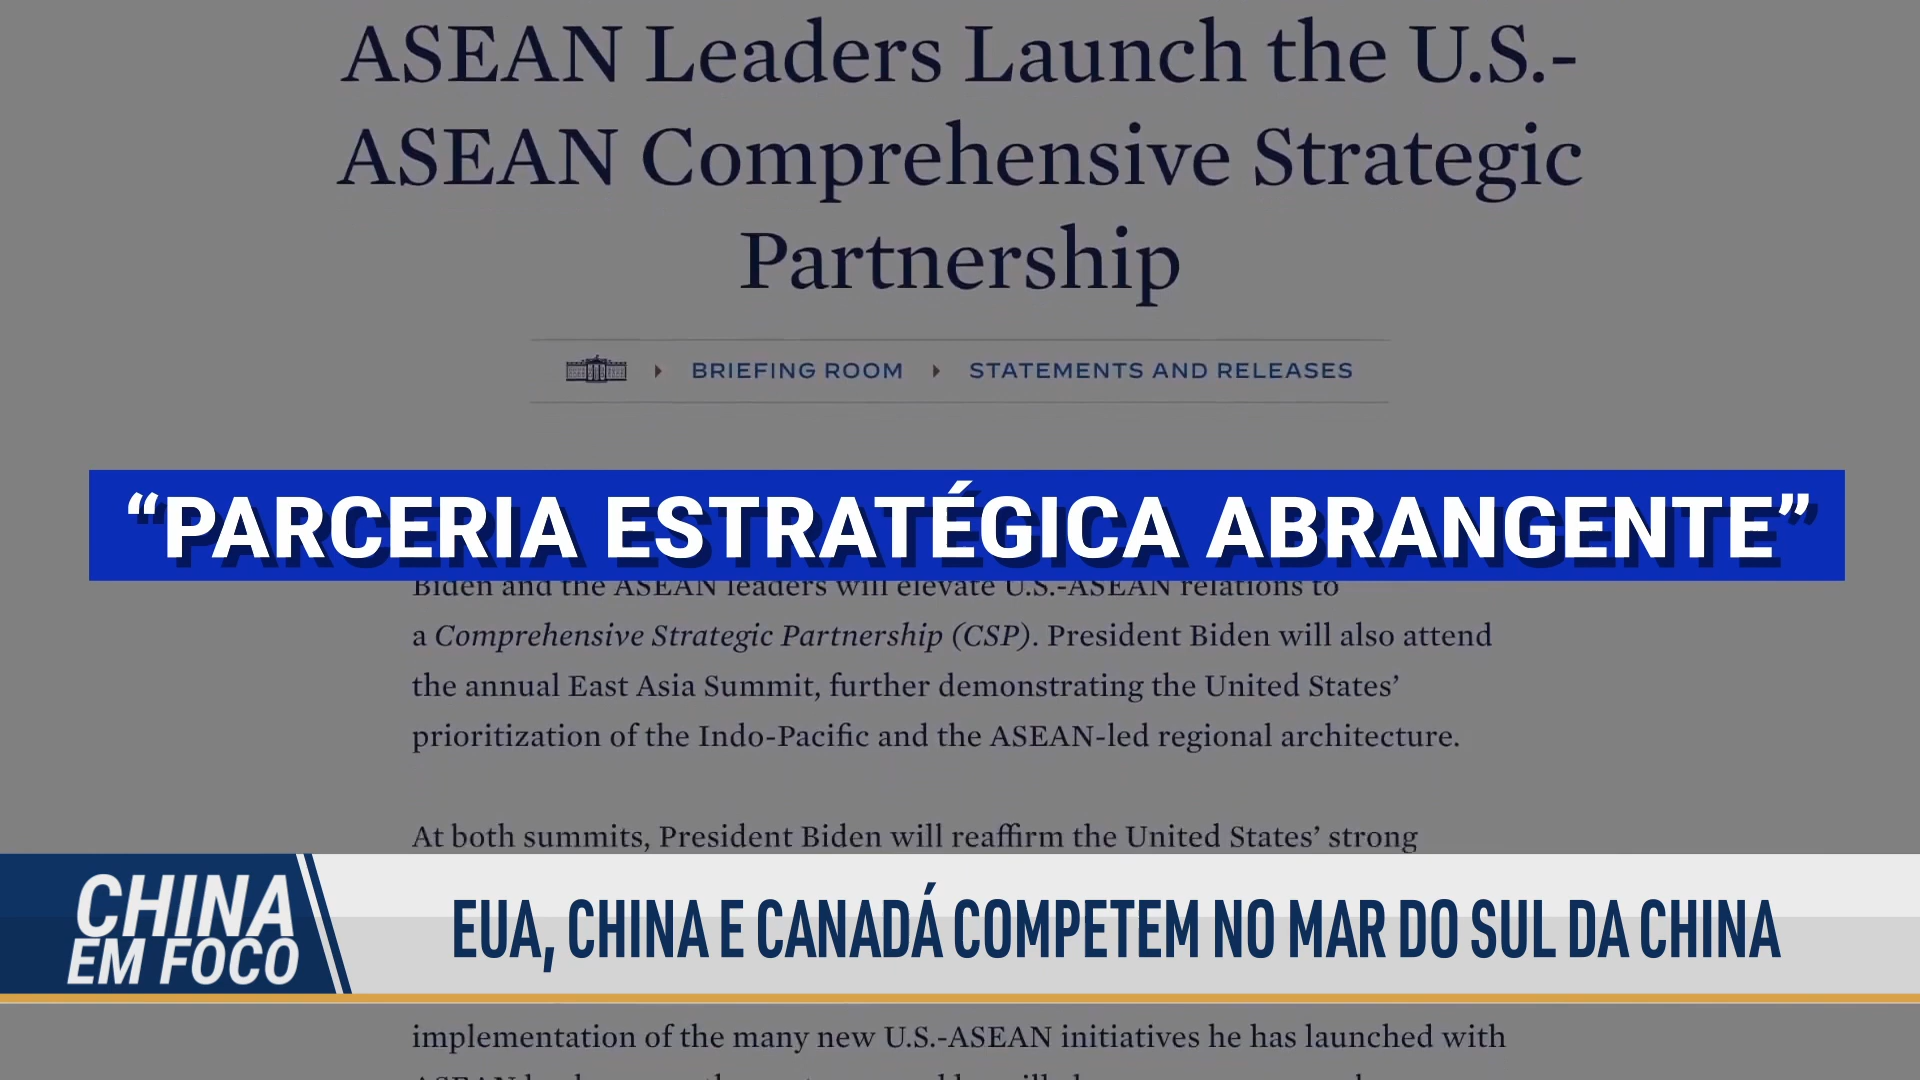 ASEAN Leaders Launch the U.S.-
ASEAN Comprehensive Strategic
Partnership
BRIEFING ROOM STATEMENTS AND RELEASES
“PARCERIA ESTRATÉGICA ABRANGENTE”
Biden and the ASEAN leaders will elevate U.S.-ASEAN relations to
a Comprehensive Strategic Partnership (CSP). President Biden will also attend
the annual East Asia Summit, further demonstrating the United States’
prioritization of the Indo-Pacific and the ASEAN-led regional architecture.
At both summits, President Biden will reaffirm the United States’ strong
CHINA
EM FOCO
EUA, CHINA E CANADÁ COMPETEM NO MAR DO SUL DA CHINA
implementation of the many new U.S.-ASEAN initiatives he has launched with